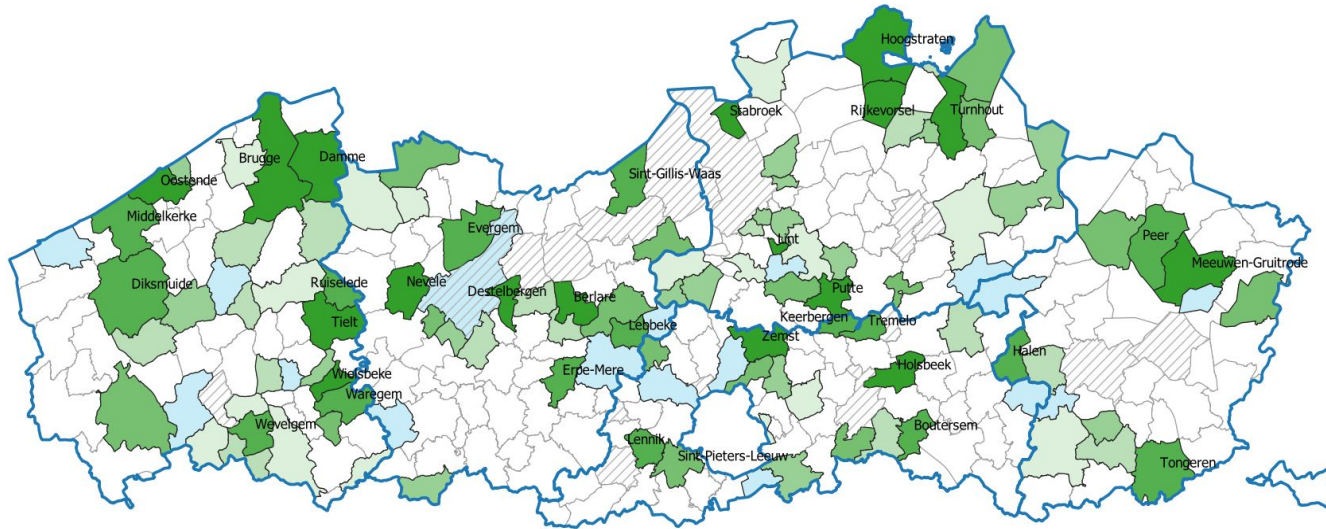 Hoogstraten
Stabroek
Rijkevorsel
Turnhout
Brugge
Damme
Oostende
Sint-Gillis-Waas
Middelkerke
Evergem
Lint
Peer
Meeuwen-Gruitrode
Diksmuide
Ruiselede
Nevele
Destelbergen
Berlare
Putte
Tielt
Lebbeke
Keerbergen
Tremelo
Zemst
Halen
Wielsbeke
Erpe-Mere
Holsbeek
Waregem
Wevelgem
Boutersem
Lennik
Sint-Pieters-Leeuw
Tongeren